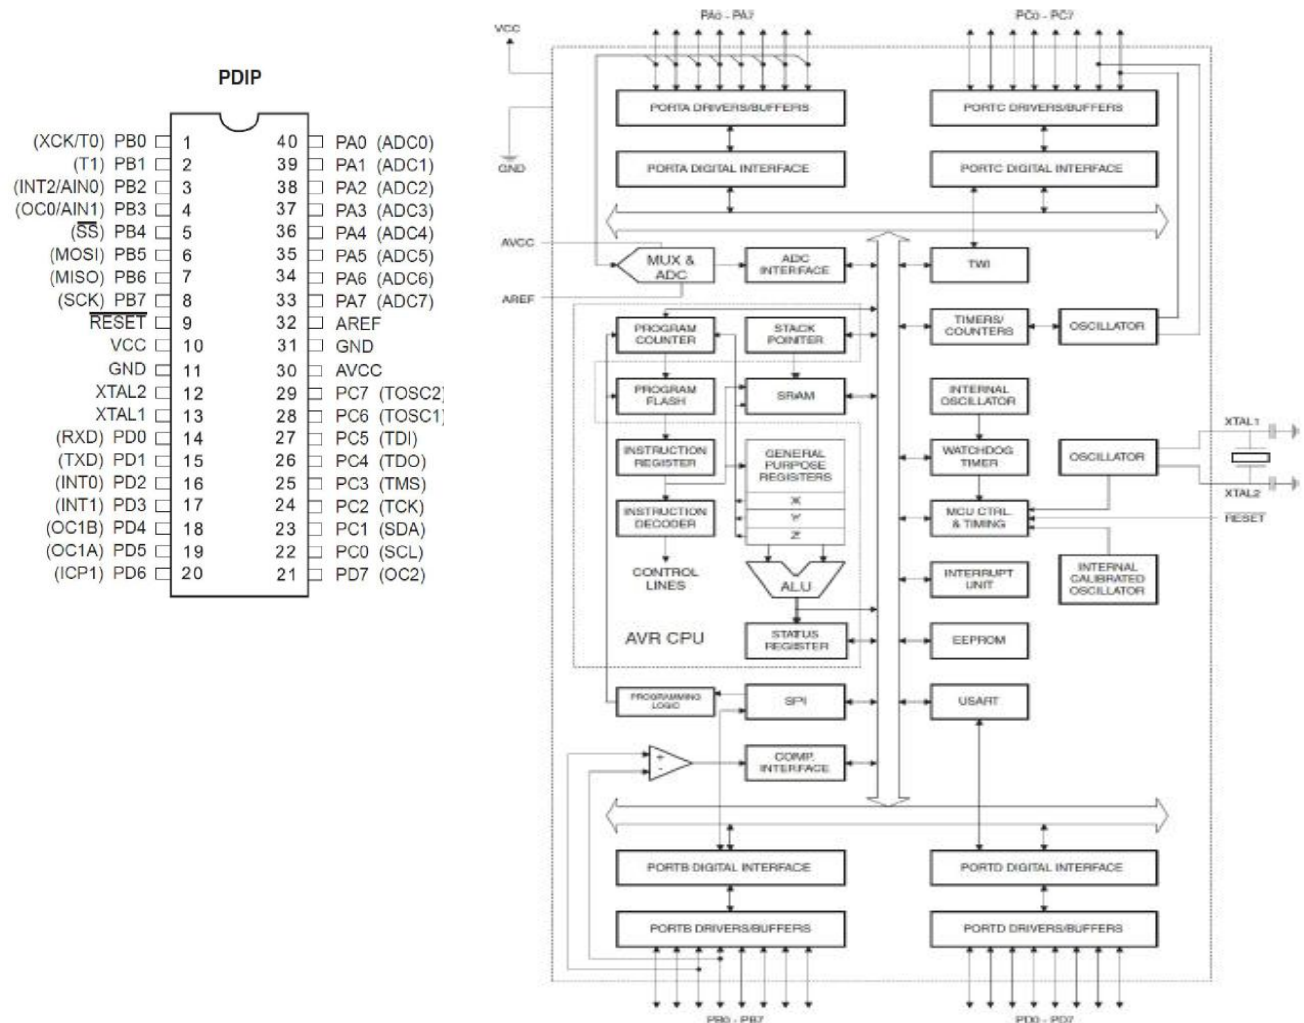 PDIP
(XCK/T0) PB0 1 40 PA0 (ADC0)
(T1) PB1 2 39 PA1 (ADC1)
(INT2/AIN0) PB2 3 38 PA2 (ADC2)
(OC0/AIN1) PB3 4 37 PA3 (ADC3)
(SS) PB4 5 36 PA4 (ADC4)
(MOSI) PB5 6 35 PA5 (ADC5)
(MISO) PB6 7 34 PA6 (ADC6)
(SCK) PB7 8 33 PA7 (ADC7)
RESET 9 32 AREF
VCC 10 31 GND
GND 11 30 AVCC
XTAL2 12 29 PC7 (TOSC2)
XTAL1 13 28 PC6 (TOSC1)
(RXD) PD0 14 27 PC5 (TDI)
(TXD) PD1 15 26 PC4 (TDO)
(INT0) PD2 16 25 PC3 (TMS)
(INT1) PD3 17 24 PC2 (TCK)
(OC1B) PD4 18 23 PC1 (SDA)
(OC1A) PD5 19 22 PC0 (SCL)
(ICP1) PD6 20 21 PD7 (OC2)
PA0 - PA7
PC0 - PC7
VCC
GND
PORTA DRIVERS/BUFFERS
PORTC DRIVERS/BUFFERS
PORTA DIGITAL INTERFACE
PORTC DIGITAL INTERFACE
AVCC
AREF
MUX &
ADC
ADC
INTERFACE
TWI
PROGRAM
COUNTER
STACK
POINTER
TIMERS/
COUNTERS
OSCILLATOR
PROGRAM
FLASH
SRAM
INTERNAL
OSCILLATOR
INSTRUCTION
REGISTER
GENERAL
PURPOSE
REGISTERS
X
Y
Z
WATCHDOG
TIMER
OSCILLATOR
XTAL1
XTAL2
RESET
INSTRUCTION
DECODER
MCU CTRL.
& TIMING
CONTROL
LINES
ALU
INTERRUPT
UNIT
INTERNAL
CALIBRATED
OSCILLATOR
AVR CPU
STATUS
REGISTER
EEPROM
PROGRAMMING
LOGIC
SPI
USART
+
-
COMP.
INTERFACE
PORTB DIGITAL INTERFACE
PORTD DIGITAL INTERFACE
PORTB DRIVERS/BUFFERS
PORTD DRIVERS/BUFFERS
PB0 - PB7
PD0 - PD7